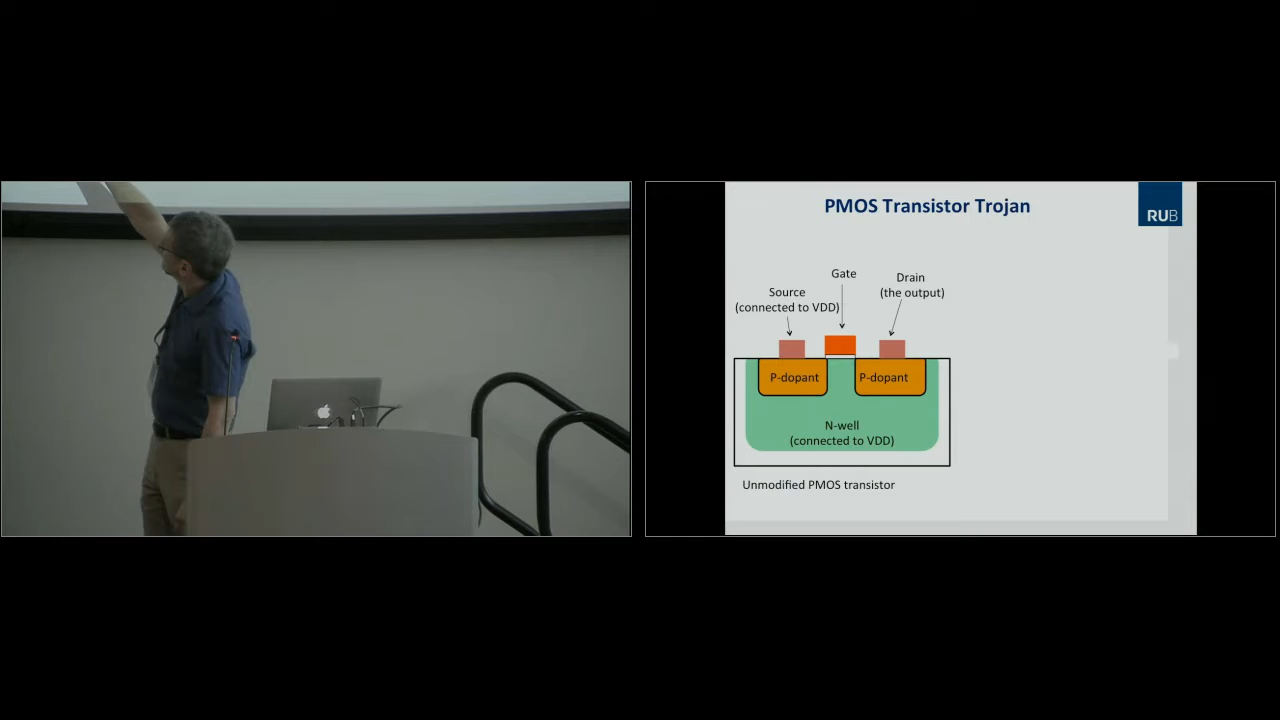 PMOS Transistor Trojan
RUB
Gate
Drain
(the output)
Source
(connected to VDD)
P-dopant
P-dopant
N-well
(connected to VDD)
Unmodified PMOS transistor